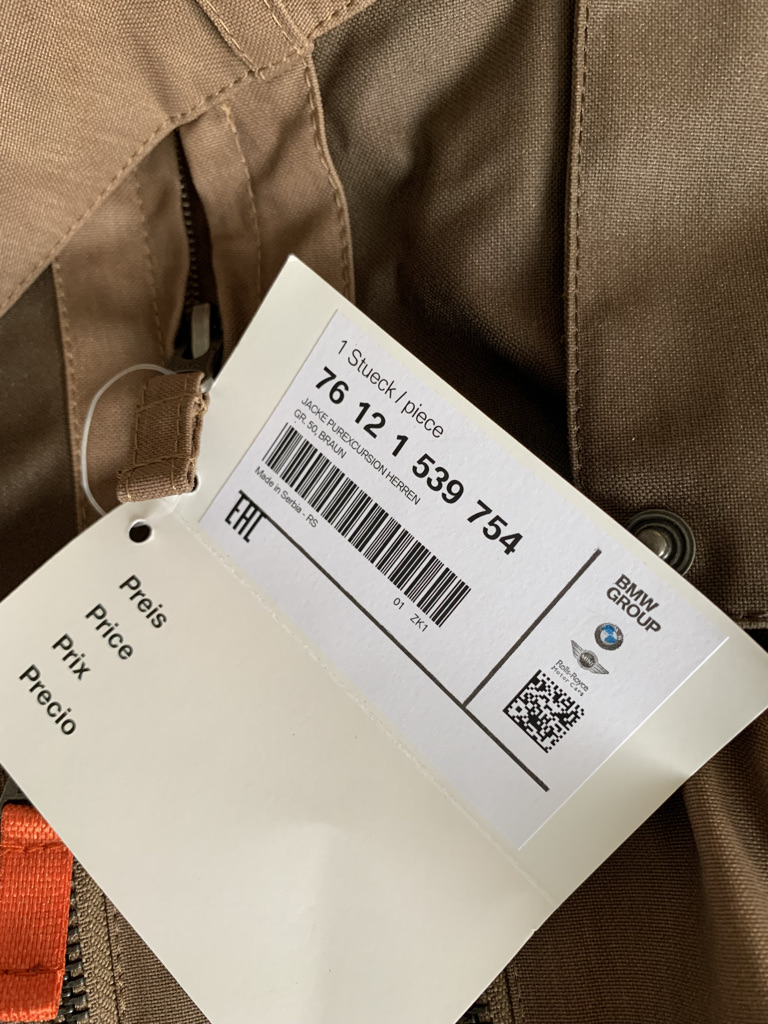 1 Stueck / piece
76 12 1 539 754
JACKE PUREXCURSION HERREN
GR. 50, BRAUN
Made in Serbia - RS
01 ZK1
EAC
BMW
GROUP
MINI
Rolls-Royce
Motor Cars
Preis
Price
Prix
Precio